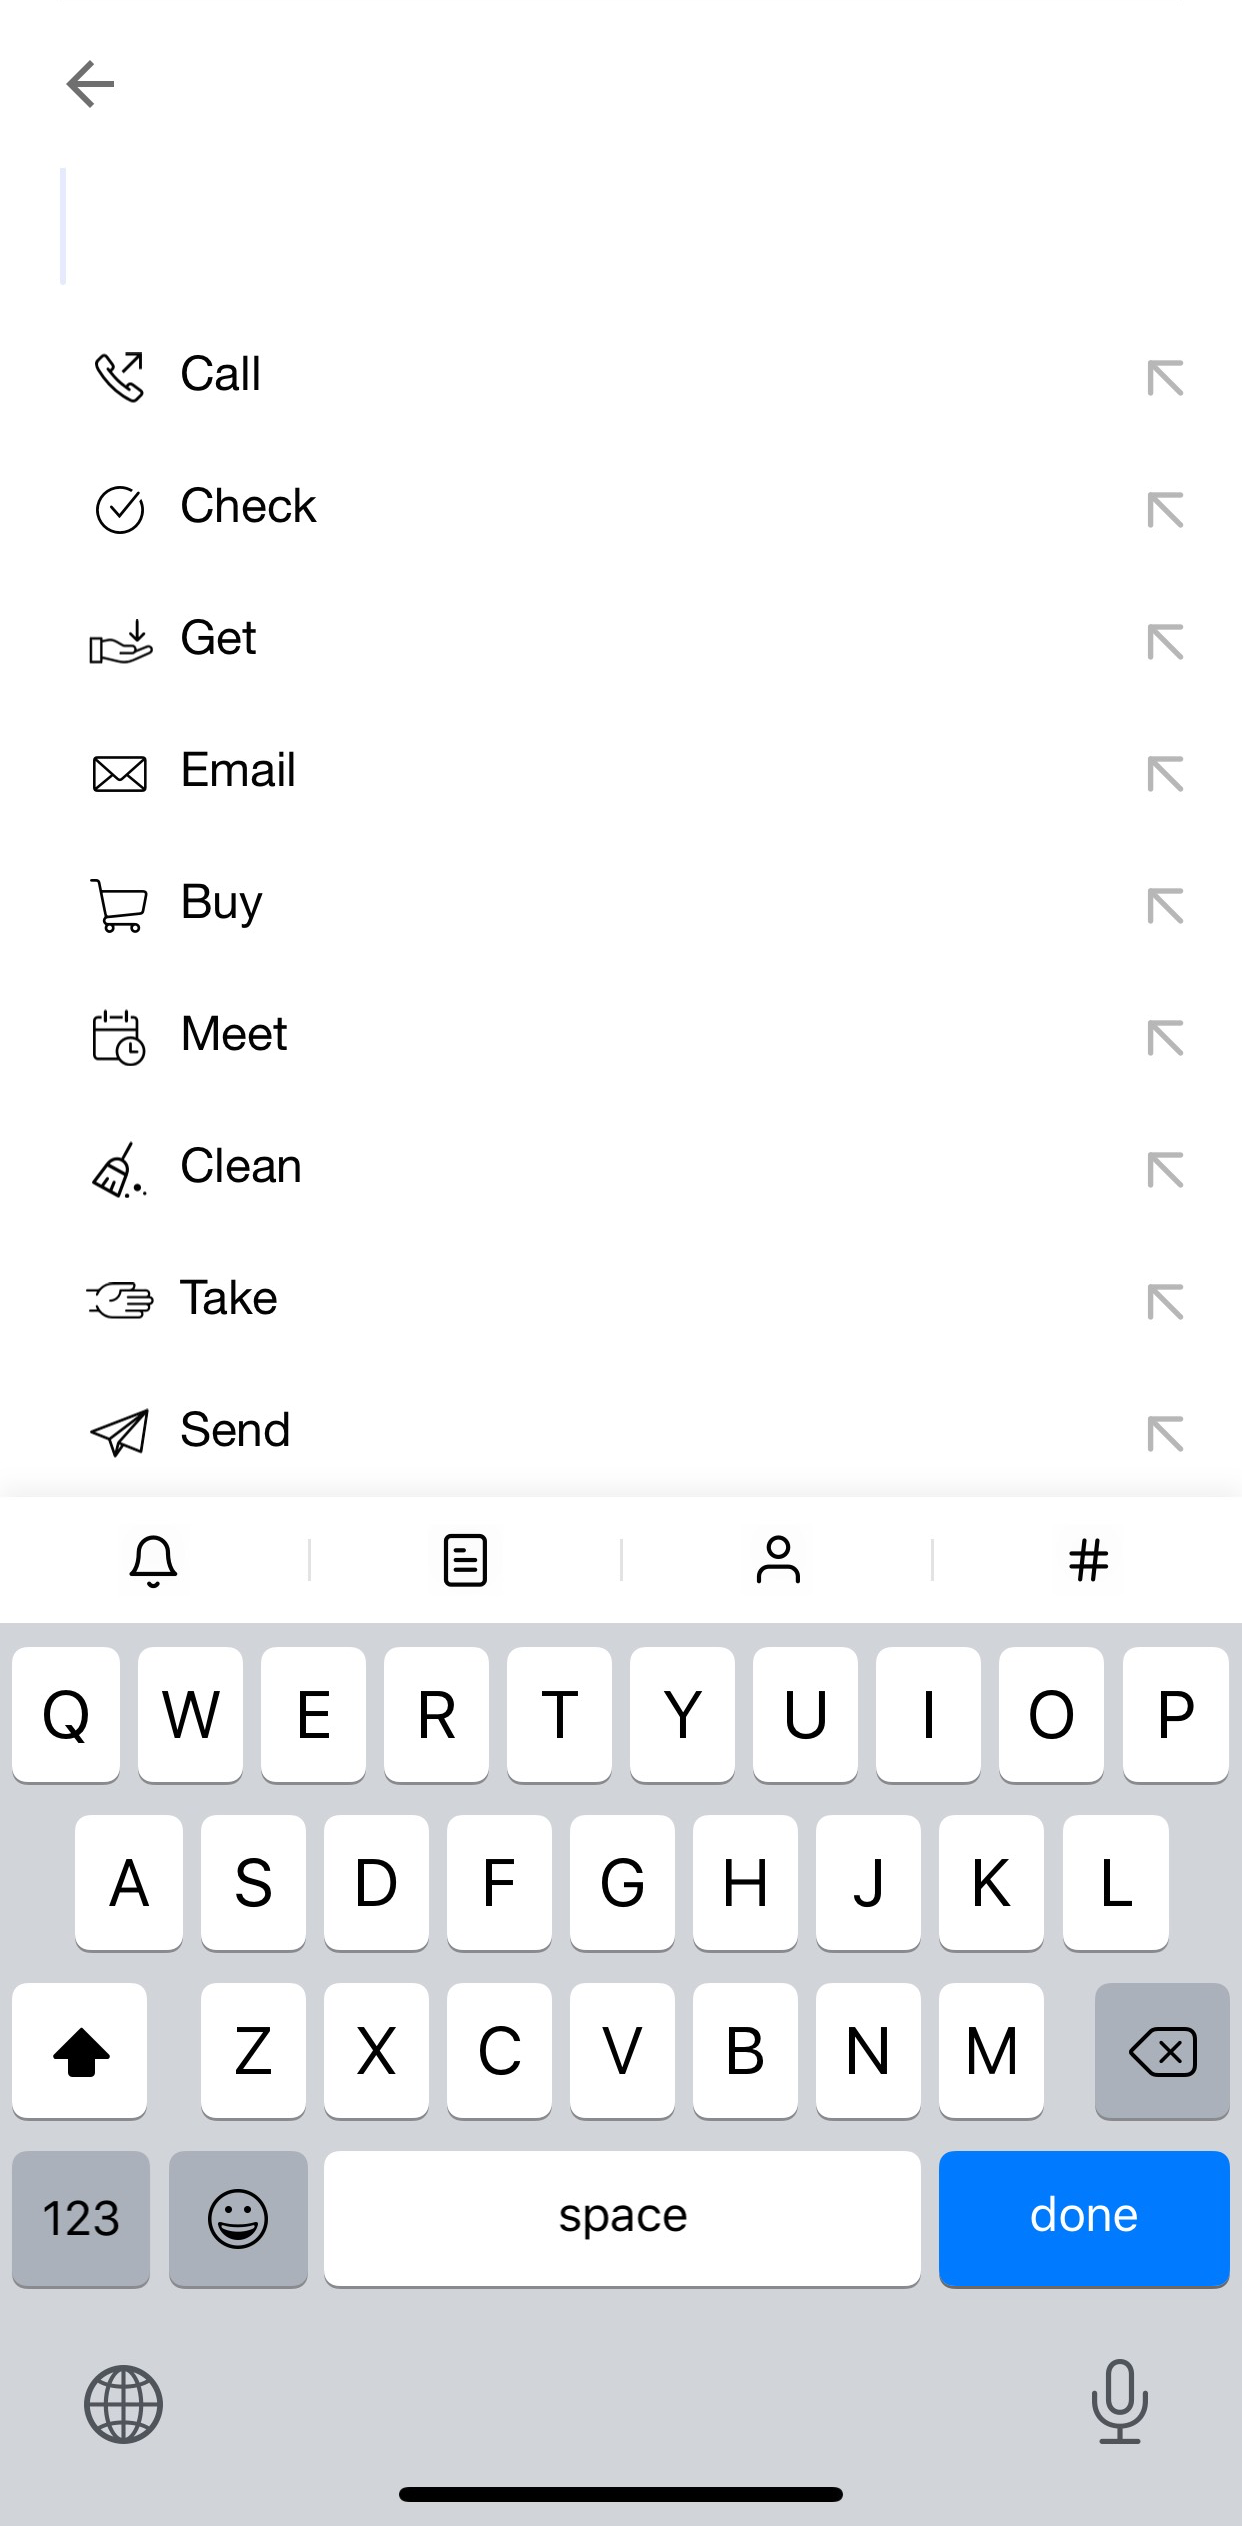 Call
Check
Get
Email
Buy
Meet
Clean
Take
Send
#
Q W E R T Y U I O P
A S D F G H J K L
Z X C V B N M
123 space done